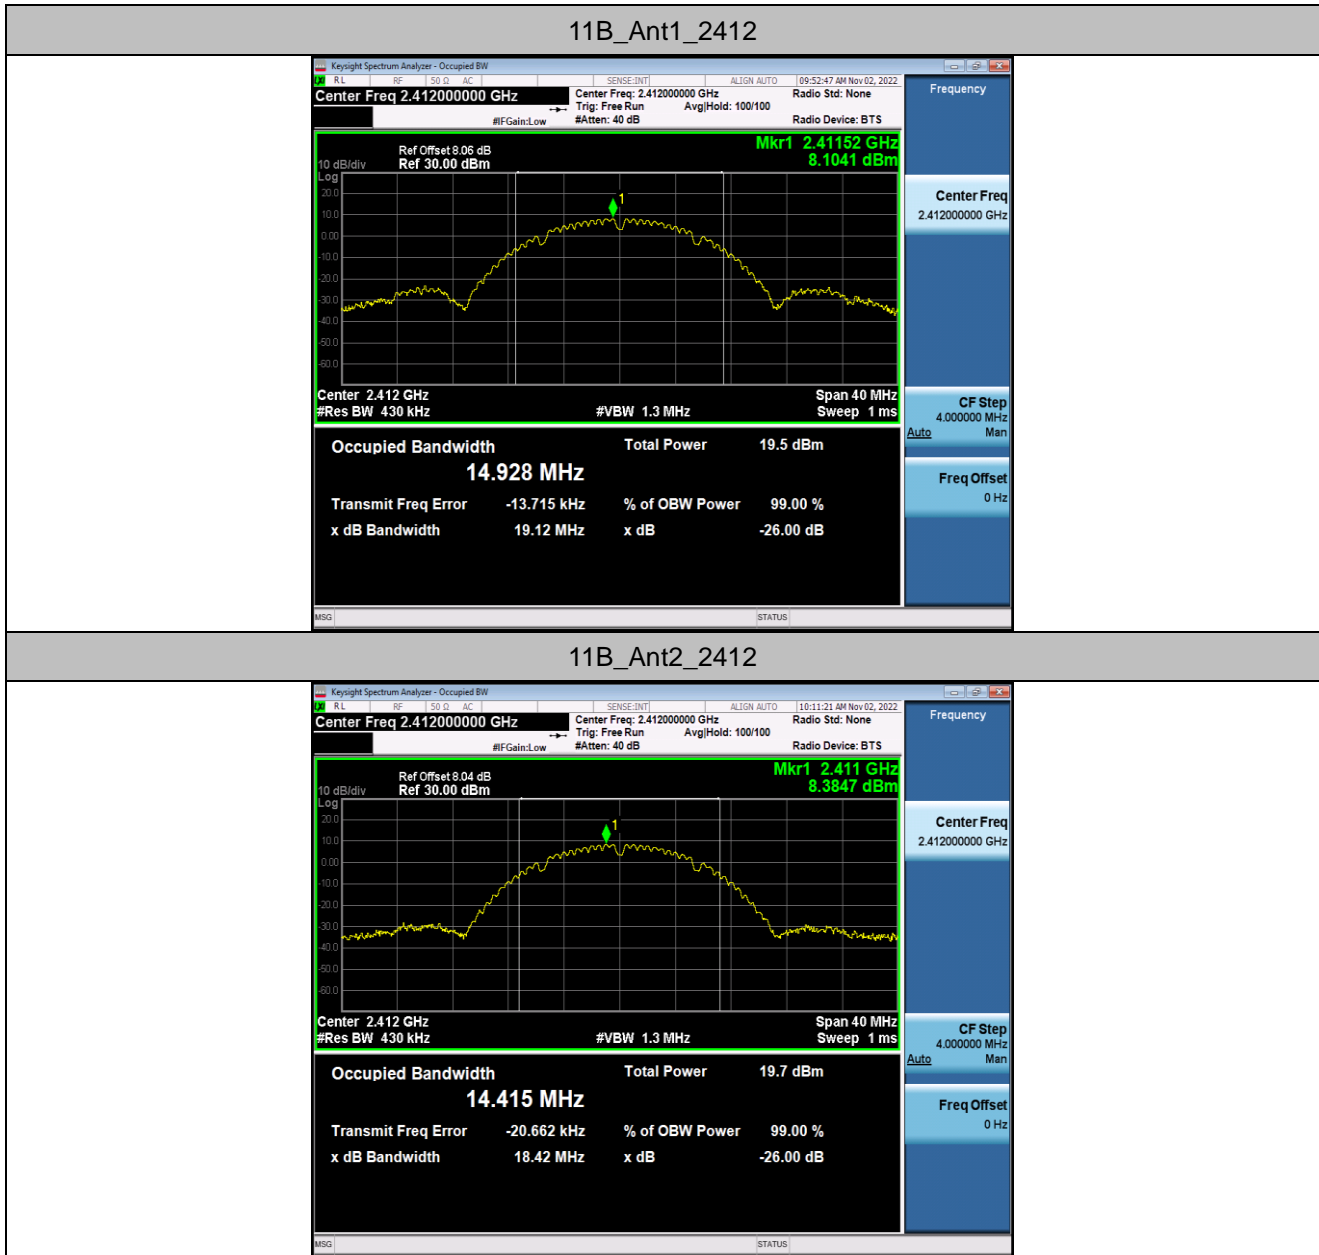 11B_Ant1_2412
Keysight Spectrum Analyzer - Occupied BW
RL RF 50 Ω AC SENSE:INT ALIGN AUTO 09:52:47 AM Nov 02, 2022
Center Freq 2.412000000 GHz
Center Freq: 2.412000000 GHz Radio Std: None
Trig: Free Run Avg|Hold: 100/100
#IFGain:Low #Atten: 40 dB Radio Device: BTS
Frequency
Mkr1 2.41152 GHz
8.1041 dBm
Ref Offset 8.06 dB
10 dB/div Ref 30.00 dBm
Log
20.0
10.0
0.00
-10.0
-20.0
-30.0
-40.0
-50.0
-60.0
1
Center Freq
2.412000000 GHz
Center 2.412 GHz Span 40 MHz
#Res BW 430 kHz #VBW 1.3 MHz Sweep 1 ms
CF Step
4.000000 MHz
Auto Man
Occupied Bandwidth Total Power 19.5 dBm
14.928 MHz
Transmit Freq Error -13.715 kHz % of OBW Power 99.00 %
x dB Bandwidth 19.12 MHz x dB -26.00 dB
Freq Offset
0 Hz
MSG STATUS
11B_Ant2_2412
Keysight Spectrum Analyzer - Occupied BW
RL RF 50 Ω AC SENSE:INT ALIGN AUTO 10:11:21 AM Nov 02, 2022
Center Freq 2.412000000 GHz
Center Freq: 2.412000000 GHz Radio Std: None
Trig: Free Run Avg|Hold: 100/100
#IFGain:Low #Atten: 40 dB Radio Device: BTS
Frequency
Mkr1 2.411 GHz
8.3847 dBm
Ref Offset 8.04 dB
10 dB/div Ref 30.00 dBm
Log
20.0
10.0
0.00
-10.0
-20.0
-30.0
-40.0
-50.0
-60.0
1
Center Freq
2.412000000 GHz
Center 2.412 GHz Span 40 MHz
#Res BW 430 kHz #VBW 1.3 MHz Sweep 1 ms
CF Step
4.000000 MHz
Auto Man
Occupied Bandwidth Total Power 19.7 dBm
14.415 MHz
Transmit Freq Error -20.662 kHz % of OBW Power 99.00 %
x dB Bandwidth 18.42 MHz x dB -26.00 dB
Freq Offset
0 Hz
MSG STATUS